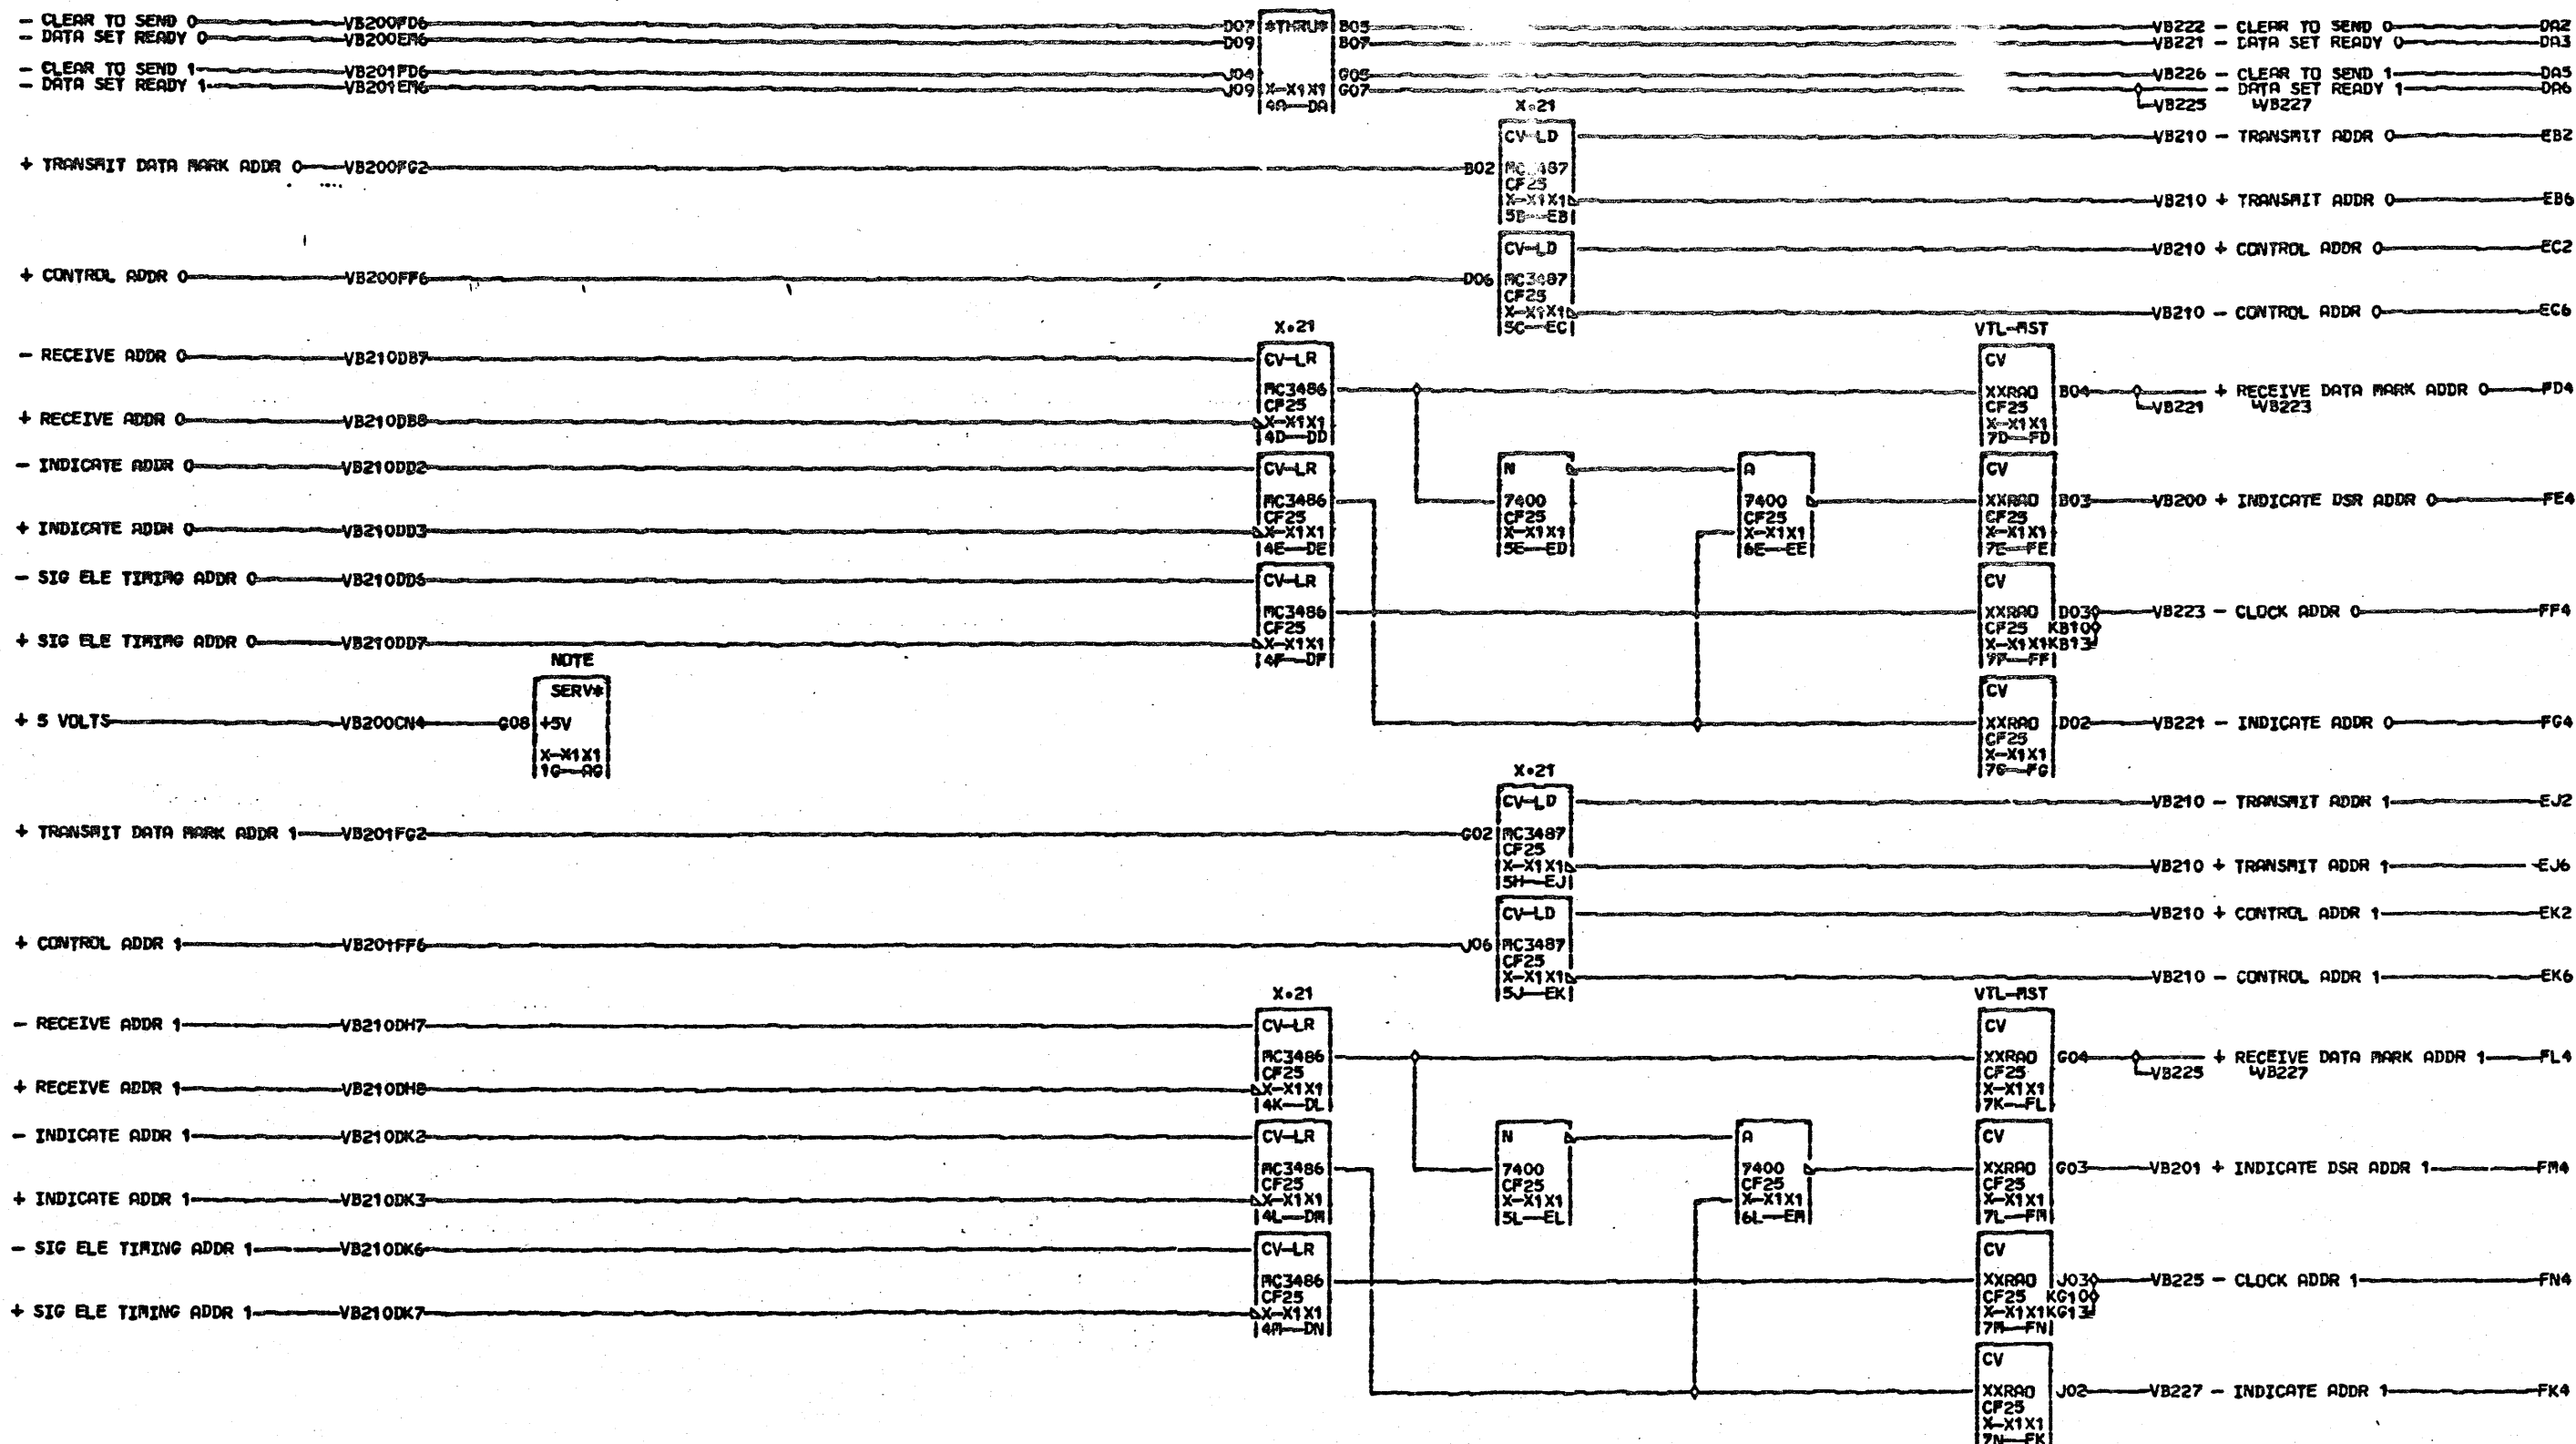 - CLEAR TO SEND 0 VB200FD6 D07 *THRU* B05 VB222 - CLEAR TO SEND 0 DA2
- DATA SET READY 0 VB200EM6 D09 B07 VB221 - DATA SET READY 0 DA3
- CLEAR TO SEND 1 VB201FD6 J04 G05 VB226 - CLEAR TO SEND 1 DA5
- DATA SET READY 1 VB201EM6 J09 X-X1X1 G07 - DATA SET READY 1 DA6
4A DA X.21 VB225 VB227
CV-LD VB210 - TRANSMIT ADDR 0 EB2
+ TRANSMIT DATA MARK ADDR 0 VB200FG2 B02 MC3487
CF25
X-X1X1 VB210 + TRANSMIT ADDR 0 EB6
5B EB
CV-LD VB210 + CONTROL ADDR 0 EC2
+ CONTROL ADDR 0 VB200FF6 D06 MC3487
CF25
X-X1X1 VB210 - CONTROL ADDR 0 EC6
X.21 5C EC VTL-MST
- RECEIVE ADDR 0 VB210DB7 CV-LR CV
MC3486 XXRAO B04 + RECEIVE DATA MARK ADDR 0 FD4
CF25 CF25 VB221 VB223
+ RECEIVE ADDR 0 VB210DB8 X-X1X1 X-X1X1
4D DD 7D FD
- INDICATE ADDR 0 VB210DD2 CV-LR N A CV
MC3486 7400 7400 XXRAO B03 VB200 + INDICATE DSR ADDR 0 FE4
CF25 CF25 CF25 CF25
+ INDICATE ADDR 0 VB210DD3 X-X1X1 X-X1X1 X-X1X1 X-X1X1
4E DE 5E ED 6E EE 7E FE
- SIG ELE TIMING ADDR 0 VB210DD6 CV-LR CV
MC3486 XXRAO D03 VB223 - CLOCK ADDR 0 FF4
CF25 CF25 KB10
+ SIG ELE TIMING ADDR 0 VB210DD7 X-X1X1 X-X1X1 KB13
NOTE 4F DF 7F FF
SERV* CV
+ 5 VOLTS VB200CN4 G08 +5V XXRAO D02 VB221 - INDICATE ADDR 0 FG4
CF25
X-X1X1 X-X1X1
1G AG X.21 7G FG
CV-LD VB210 - TRANSMIT ADDR 1 EJ2
+ TRANSMIT DATA MARK ADDR 1 VB201FG2 G02 MC3487
CF25
X-X1X1 VB210 + TRANSMIT ADDR 1 EJ6
5H EJ
CV-LD VB210 + CONTROL ADDR 1 EK2
+ CONTROL ADDR 1 VB201FF6 J06 MC3487
CF25
X-X1X1 VB210 - CONTROL ADDR 1 EK6
X.21 5J EK VTL-MST
- RECEIVE ADDR 1 VB210DH7 CV-LR CV
MC3486 XXRAO G04 + RECEIVE DATA MARK ADDR 1 FL4
CF25 CF25 VB225 VB227
+ RECEIVE ADDR 1 VB210DH8 X-X1X1 X-X1X1
4K DL 7K FL
- INDICATE ADDR 1 VB210DK2 CV-LR N A CV
MC3486 7400 7400 XXRAO G03 VB201 + INDICATE DSR ADDR 1 FM4
CF25 CF25 CF25 CF25
+ INDICATE ADDR 1 VB210DK3 X-X1X1 X-X1X1 X-X1X1 X-X1X1
4L DM 5L EL 6L EM 7L FM
- SIG ELE TIMING ADDR 1 VB210DK6 CV-LR CV
MC3486 XXRAO J03 VB225 - CLOCK ADDR 1 FN4
CF25 CF25 KG10
+ SIG ELE TIMING ADDR 1 VB210DK7 X-X1X1 X-X1X1 KG13
4M DN 7M FN
CV
XXRAO J02 VB227 - INDICATE ADDR 1 FK4
CF25
X-X1X1
7N FK